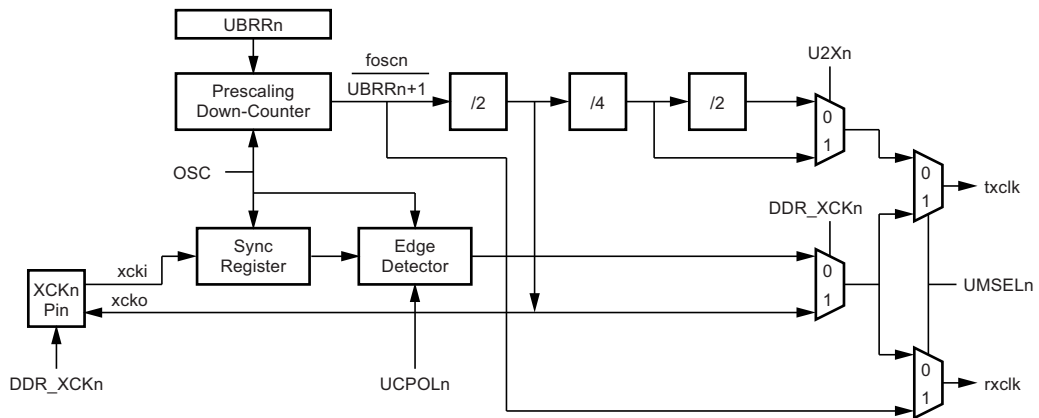 UBRRn
Prescaling
Down-Counter
foscn
UBRRn+1
/2
/4
/2
U2Xn
0
1
OSC
0
1
txclk
DDR_XCKn
Sync
Register
Edge
Detector
0
1
xcki
XCKn
Pin
xcko
UMSELn
DDR_XCKn
UCPOLn
0
1
rxclk